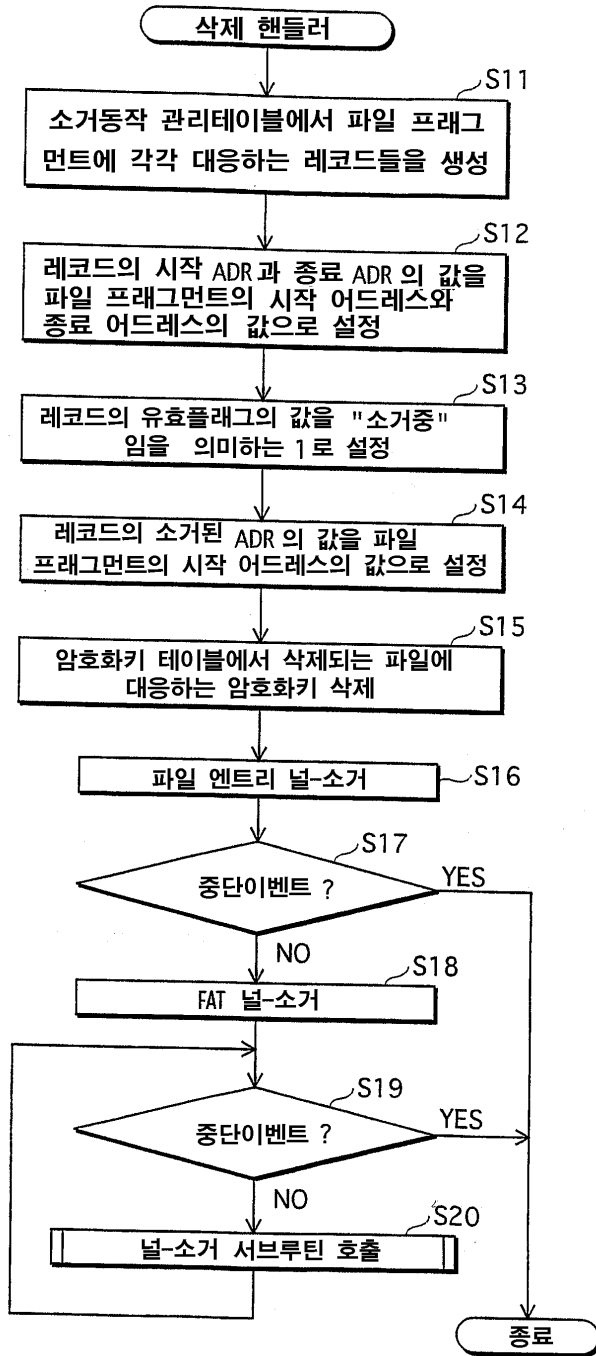 삭제 핸들러
S11
소거동작 관리테이블에서 파일 프래그
먼트에 각각 대응하는 레코드들을 생성
S12
레코드의 시작 ADR과 종료 ADR의 값을
파일 프래그먼트의 시작 어드레스와
종료 어드레스의 값으로 설정
S13
레코드의 유효플래그의 값을 "소거중"
임을 의미하는 1로 설정
S14
레코드의 소거된 ADR의 값을 파일
프래그먼트의 시작 어드레스의 값으로 설정
S15
암호화키 테이블에서 삭제되는 파일에
대응하는 암호화키 삭제
파일 엔트리 널-소거
S16
S17
중단이벤트 ?
YES
NO
S18
FAT 널-소거
S19
중단이벤트 ?
YES
NO
S20
널-소거 서브루틴 호출
종료